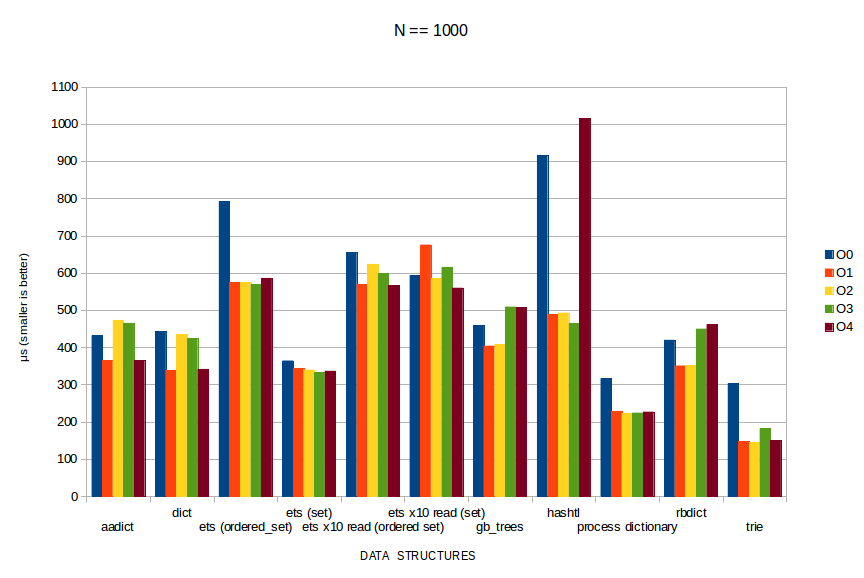 N == 1000
1100
1000
900
800
700
600
500
400
300
200
100
0
µs (smaller is better)
O0
O1
O2
O3
O4
dict
ets (set)
ets x10 read (set)
hashtl
rbdict
aadict
ets (ordered_set)
ets x10 read (ordered set)
gb_trees
process dictionary
trie
DATA STRUCTURES